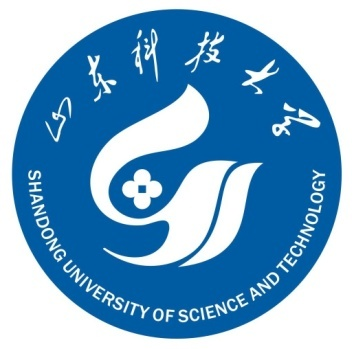 山东科技大学
SHANDONG UNIVERSITY OF SCIENCE AND TECHNOLOGY